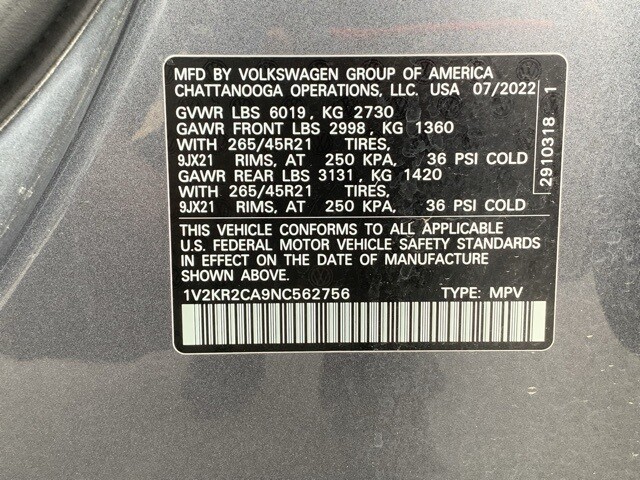 MFD BY VOLKSWAGEN GROUP OF AMERICA
CHATTANOOGA OPERATIONS, LLC. USA 07/2022
GVWR LBS 6019, KG 2730
GAWR FRONT LBS 2998, KG 1360
WITH 265/45R21 TIRES,
9JX21 RIMS, AT 250 KPA, 36 PSI COLD
GAWR REAR LBS 3131, KG 1420
WITH 265/45R21 TIRES,
9JX21 RIMS, AT 250 KPA, 36 PSI COLD
THIS VEHICLE CONFORMS TO ALL APPLICABLE
U.S. FEDERAL MOTOR VEHICLE SAFETY STANDARDS
IN EFFECT ON THE DATE OF MANUFACTURE
SHOWN ABOVE
1V2KR2CA9NC562756 TYPE: MPV
2910318 1